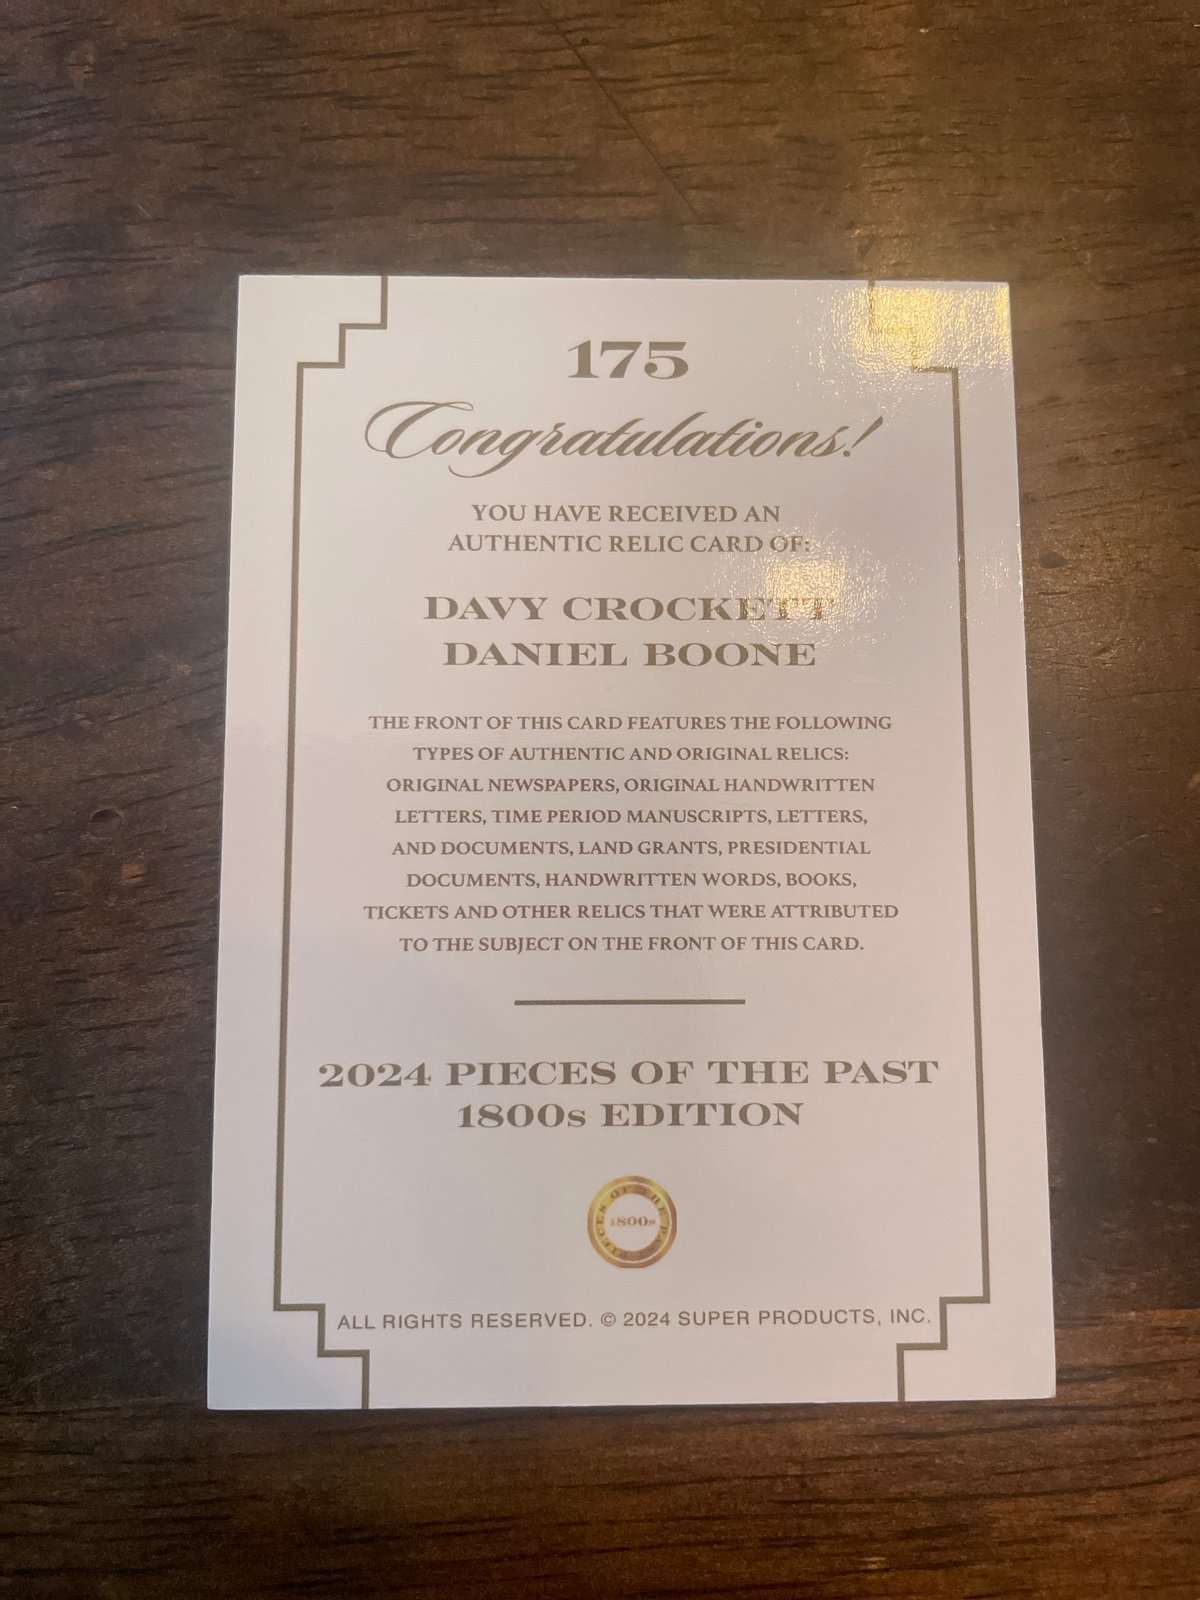 175
Congratulations!
YOU HAVE RECEIVED AN
AUTHENTIC RELIC CARD OF:
DAVY CROCKETT
DANIEL BOONE
THE FRONT OF THIS CARD FEATURES THE FOLLOWING
TYPES OF AUTHENTIC AND ORIGINAL RELICS:
ORIGINAL NEWSPAPERS, ORIGINAL HANDWRITTEN
LETTERS, TIME PERIOD MANUSCRIPTS, LETTERS,
AND DOCUMENTS, LAND GRANTS, PRESIDENTIAL
DOCUMENTS, HANDWRITTEN WORDS, BOOKS,
TICKETS AND OTHER RELICS THAT WERE ATTRIBUTED
TO THE SUBJECT ON THE FRONT OF THIS CARD.
2024 PIECES OF THE PAST
1800s EDITION
PIECES OF THE PAST
1800s
ALL RIGHTS RESERVED. © 2024 SUPER PRODUCTS, INC.